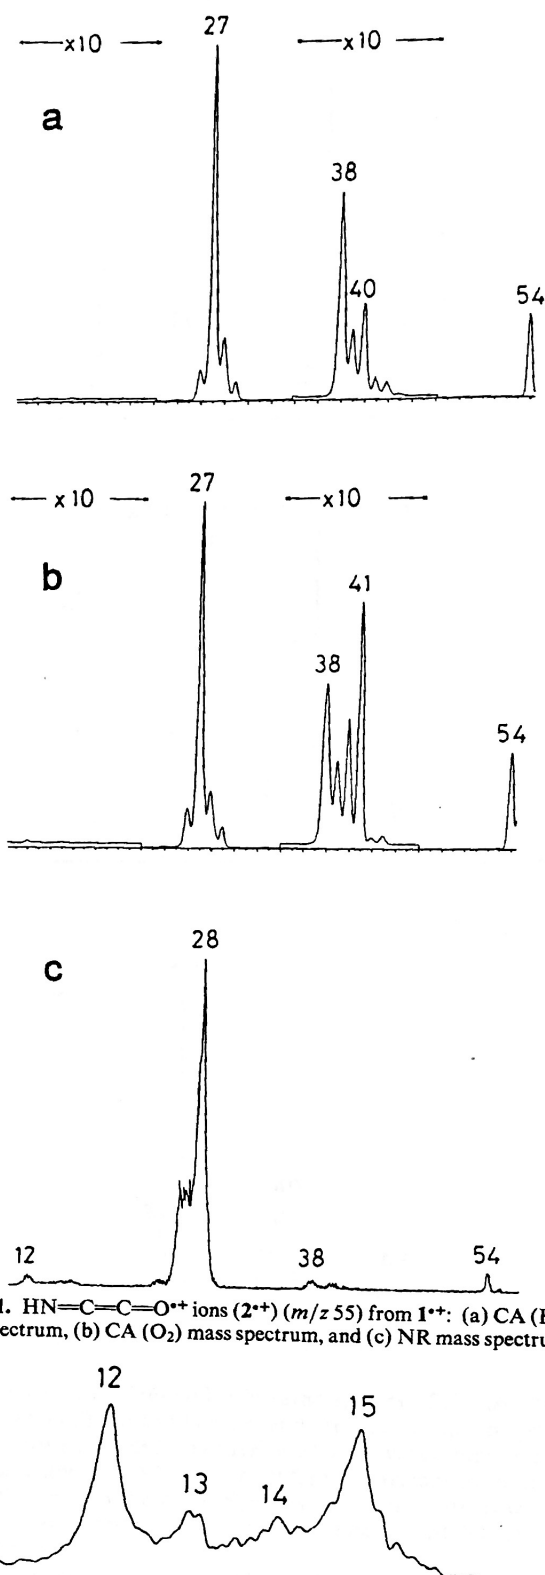 27
←—x10—→ ←—x10—→
a
38
40
54
27
←— x10 —→ ←—x10 —→
b
41
38
54
28
c
12 38 54
1. HN=C=C=O•+ ions (2•+) (m/z 55) from 1•+: (a) CA (
ectrum, (b) CA (O2) mass spectrum, and (c) NR mass spectru
12
15
13
14